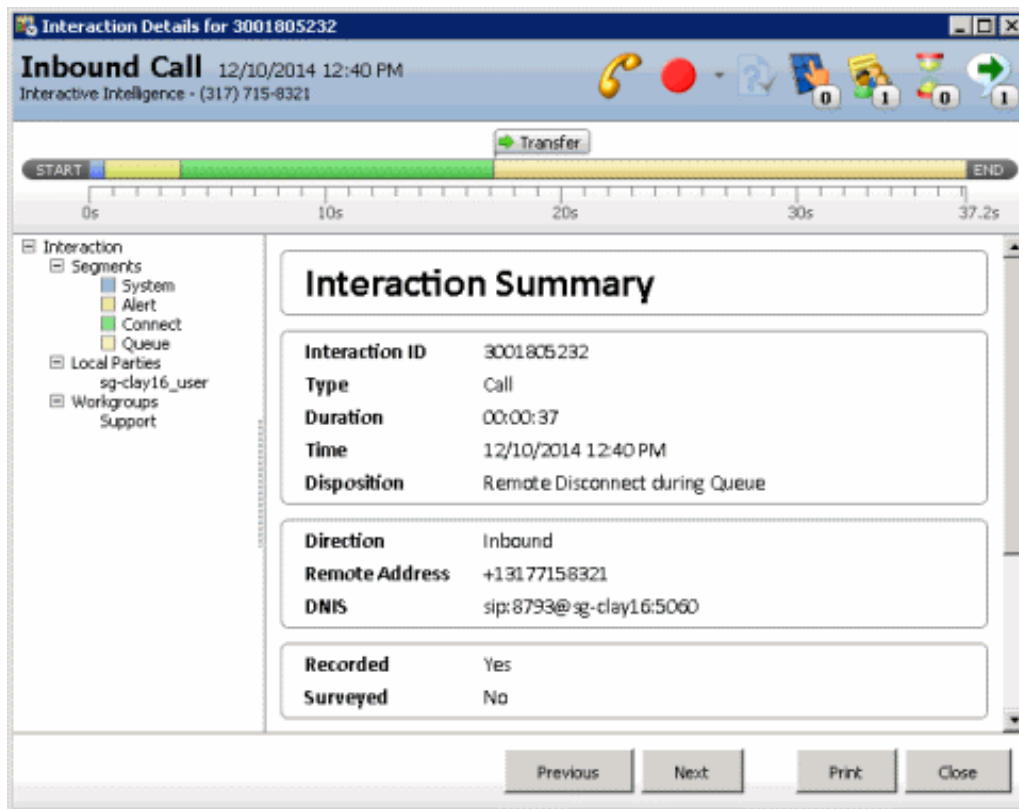 Interaction Details for 3001805232
Inbound Call 12/10/2014 12:40 PM
Interactive Intelligence - (317) 715-8321
0 1 0 1
Transfer
START END
0s 10s 20s 30s 37.2s
Interaction
Segments
System
Alert
Connect
Queue
Local Parties
sg-clay16_user
Workgroups
Support
Interaction Summary
Interaction ID 3001805232
Type Call
Duration 00:00:37
Time 12/10/2014 12:40 PM
Disposition Remote Disconnect during Queue
Direction Inbound
Remote Address +13177158321
DNIS sip:8793@sg-clay16:5060
Recorded Yes
Surveyed No
Previous Next Print Close